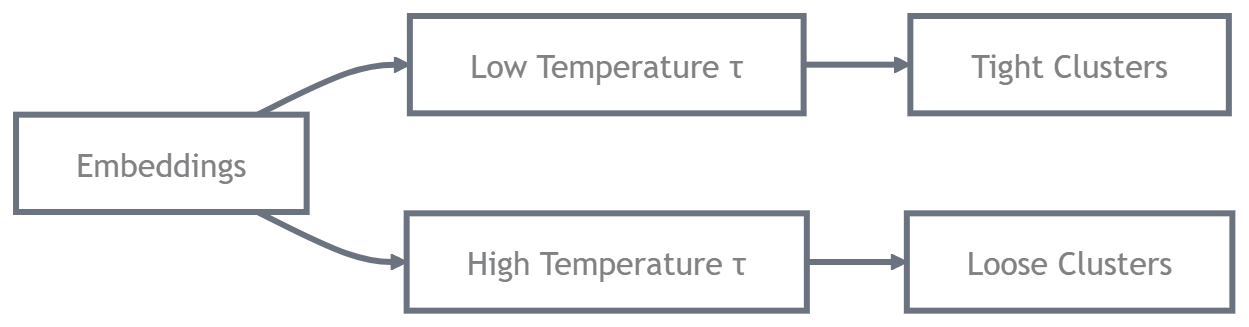 Low Temperature τ
Tight Clusters
Embeddings
High Temperature τ
Loose Clusters